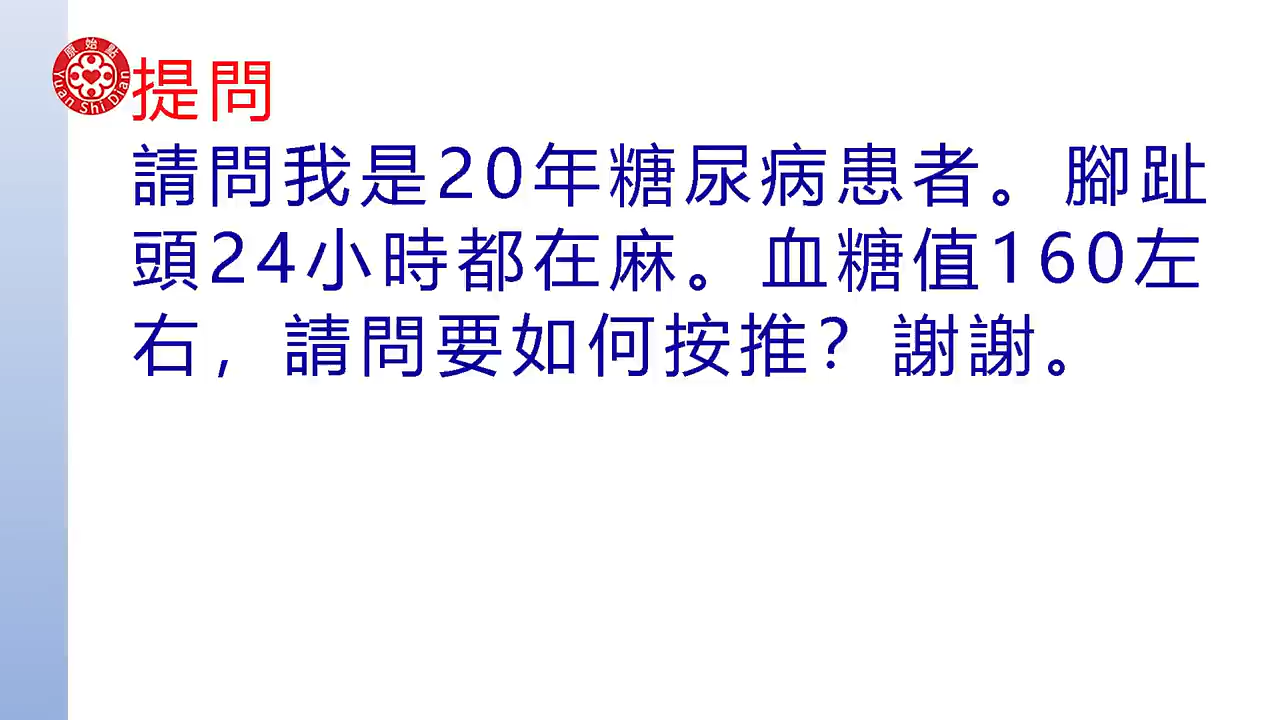 原始點
Yuan Shi Dian
提問
請問我是20年糖尿病患者。腳趾
頭24小時都在麻。血糖值160左
右，請問要如何按推？謝謝。